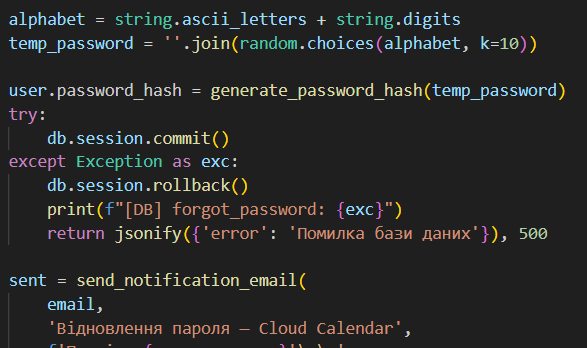 alphabet = string.ascii_letters + string.digits
temp_password = ''.join(random.choices(alphabet, k=10))
user.password_hash = generate_password_hash(temp_password)
try:
    db.session.commit()
except Exception as exc:
    db.session.rollback()
    print(f"[DB] forgot_password: {exc}")
    return jsonify({'error': 'Помилка бази даних'}), 500
sent = send_notification_email(
    email,
    'Відновлення пароля — Cloud Calendar',